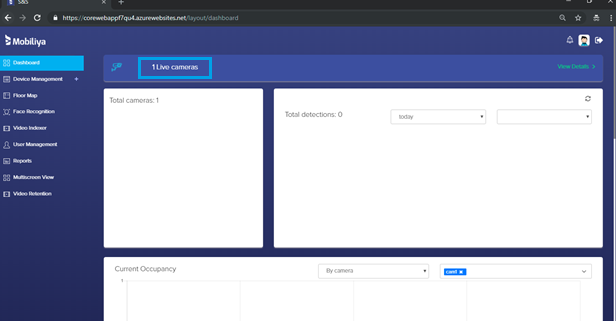 S&S
https://corewebappf7qu4.azurewebsites.net/layout/dashboard
Mobiliya
1 Live cameras
View Details
Dashboard
Device Management +
Floor Map
Face Recognition
Video Indexer
User Management
Reports
Multiscreen View
Video Retention
Total cameras: 1
Total detections: 0
today
Current Occupancy
By camera
1